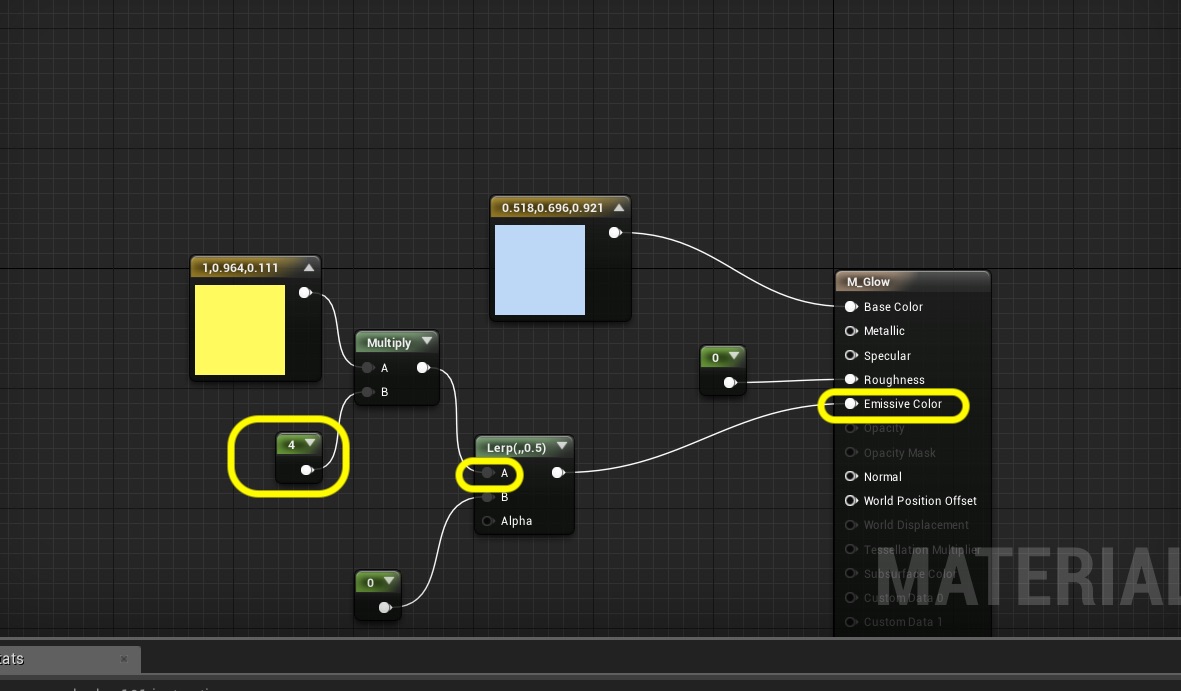 0.518,0.696,0.921
1,0.964,0.111
M_Glow
Base Color
Metallic
Multiply
Specular
0
A
Roughness
B
Emissive Color
Opacity
4
Lerp(,,0.5)
Opacity Mask
A
Normal
B
World Position Offset
Alpha
World Displacement
Tessellation Multiplier
Subsurface Color
MATERIAL
0
Custom Data 0
Custom Data 1
tats